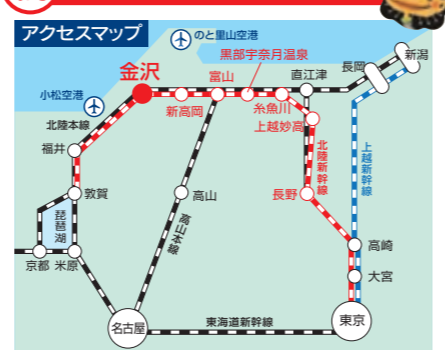 アクセスマップ
のと里山空港
黒部宇奈月温泉
新潟
長岡
直江津
富山
金沢
小松空港
新高岡
糸魚川
上越妙高
北陸本線
福井
北陸新幹線
上越新幹線
敦賀
高山
長野
高山本線
琵琶湖
高崎
京都
米原
大宮
名古屋
東海道新幹線
東京